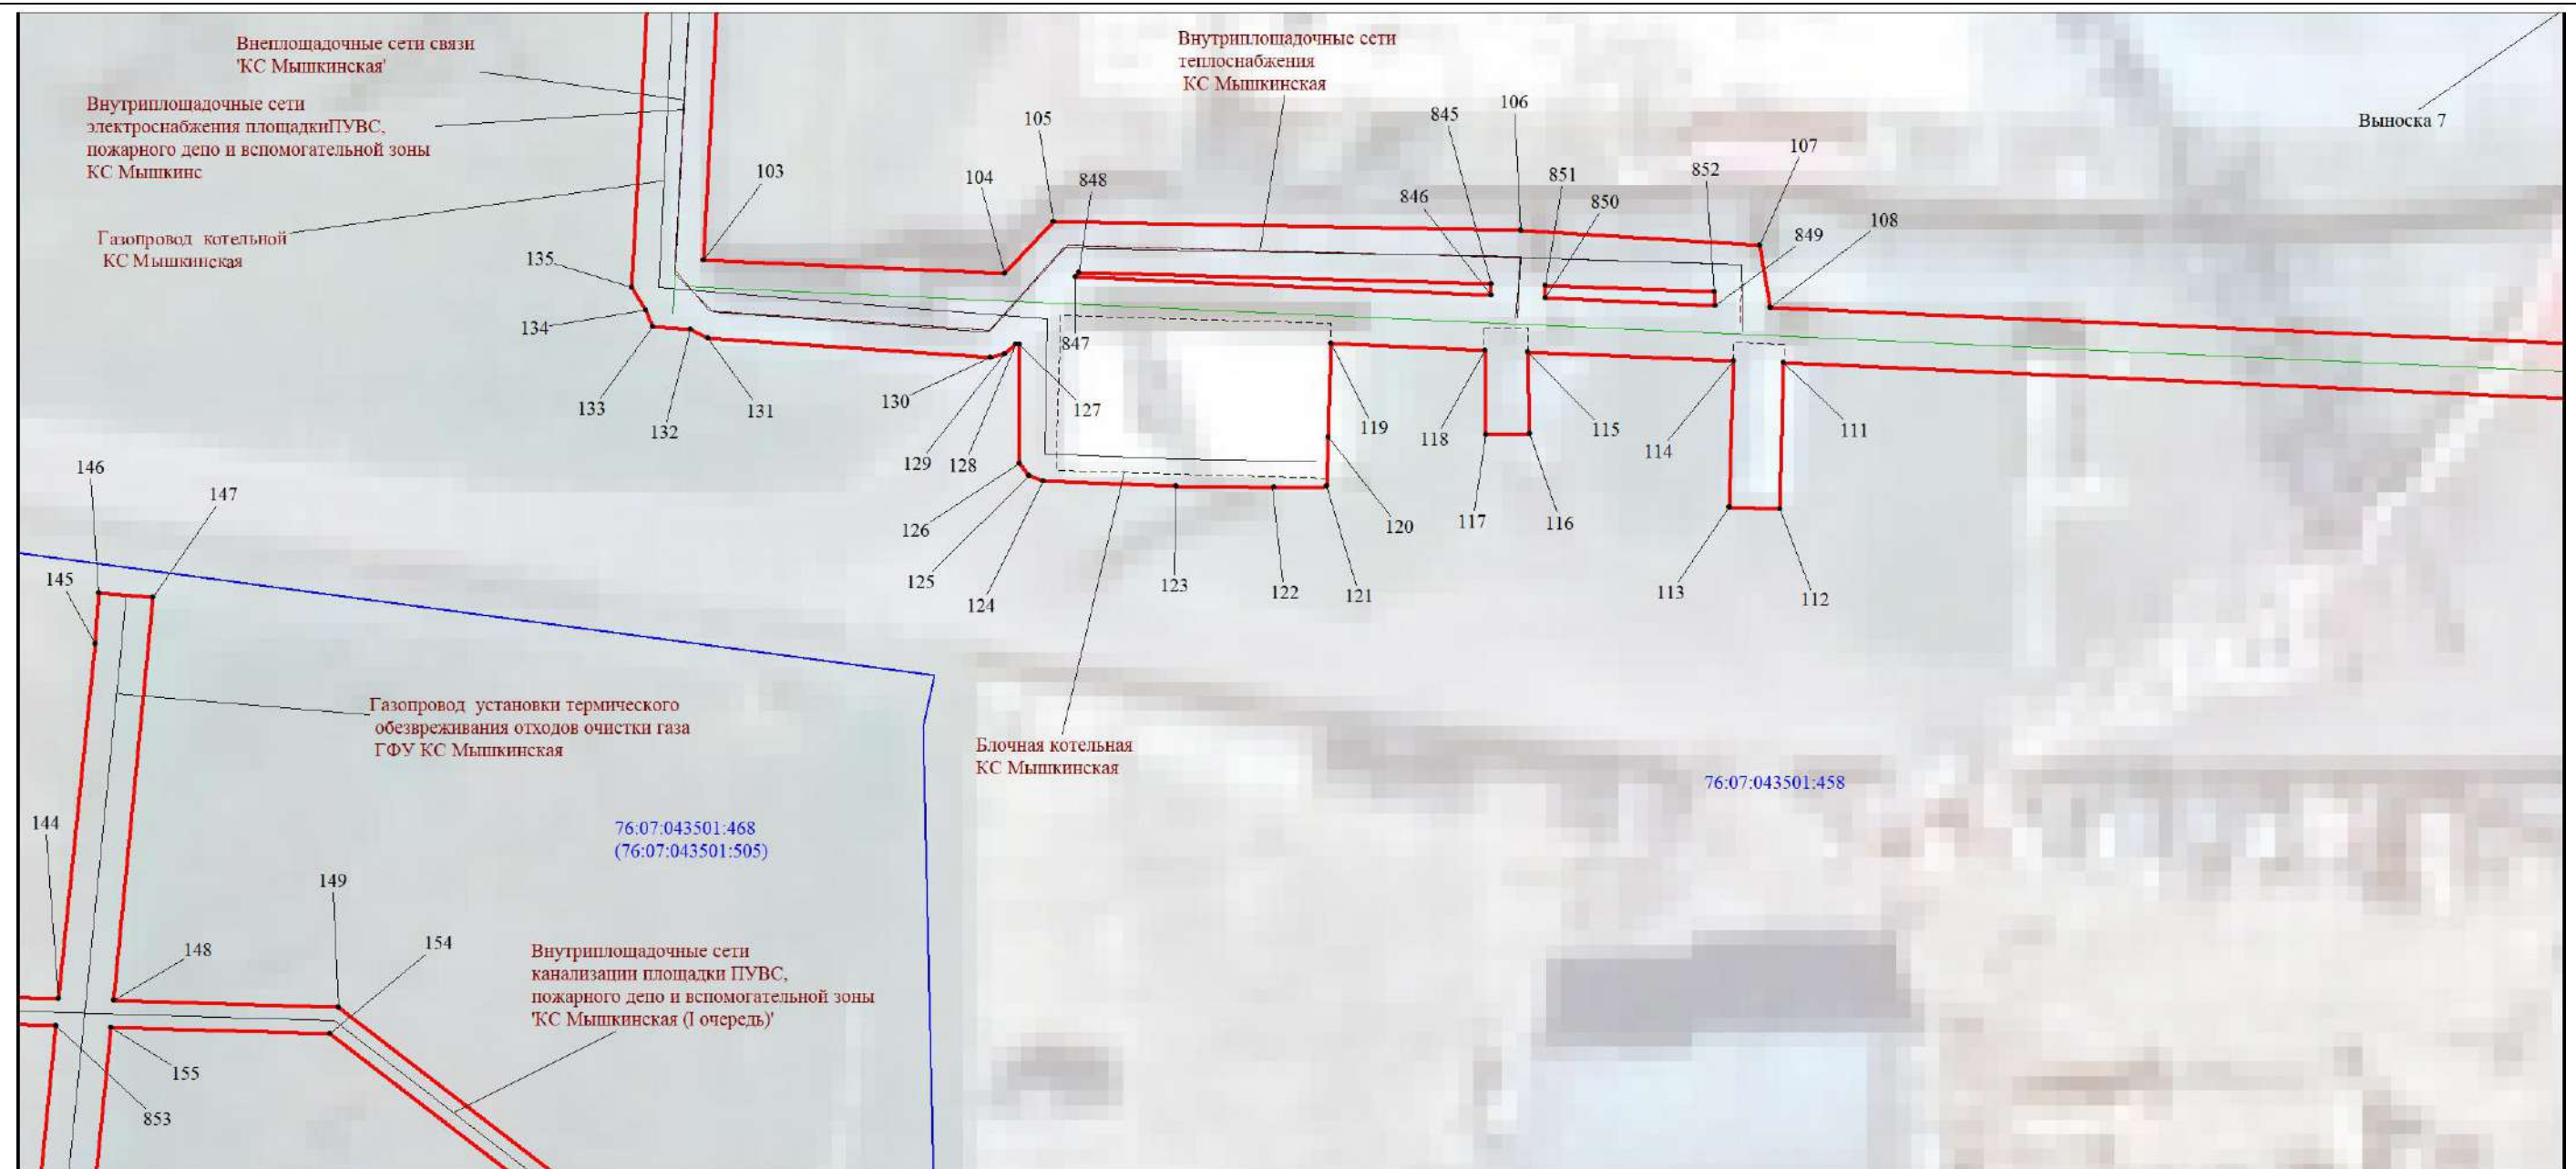 Внеплощадочные сети связи
'КС Мышкинская'
Внутриплощадочные сети
электроснабжения площадкиПУВС,
пожарного депо и вспомогательной зоны
КС Мышкинс
Газопровод котельной
КС Мышкинская
Внутриплощадочные сети
теплоснабжения
КС Мышкинская
Выноска 7
103
104
105
848
845
846
106
851
850
852
107
849
108
135
134
133
132
131
130
129
128
127
847
126
125
124
123
122
121
120
119
118
117
116
115
114
113
112
111
146
147
145
144
Газопровод установки термического
обезвреживания отходов очистки газа
ГФУ КС Мышкинская
Блочная котельная
КС Мышкинская
76:07:043501:458
76:07:043501:468
(76:07:043501:505)
149
148
154
155
853
Внутриплощадочные сети
канализации площадки ПУВС,
пожарного депо и вспомогательной зоны
'КС Мышкинская (I очередь)'